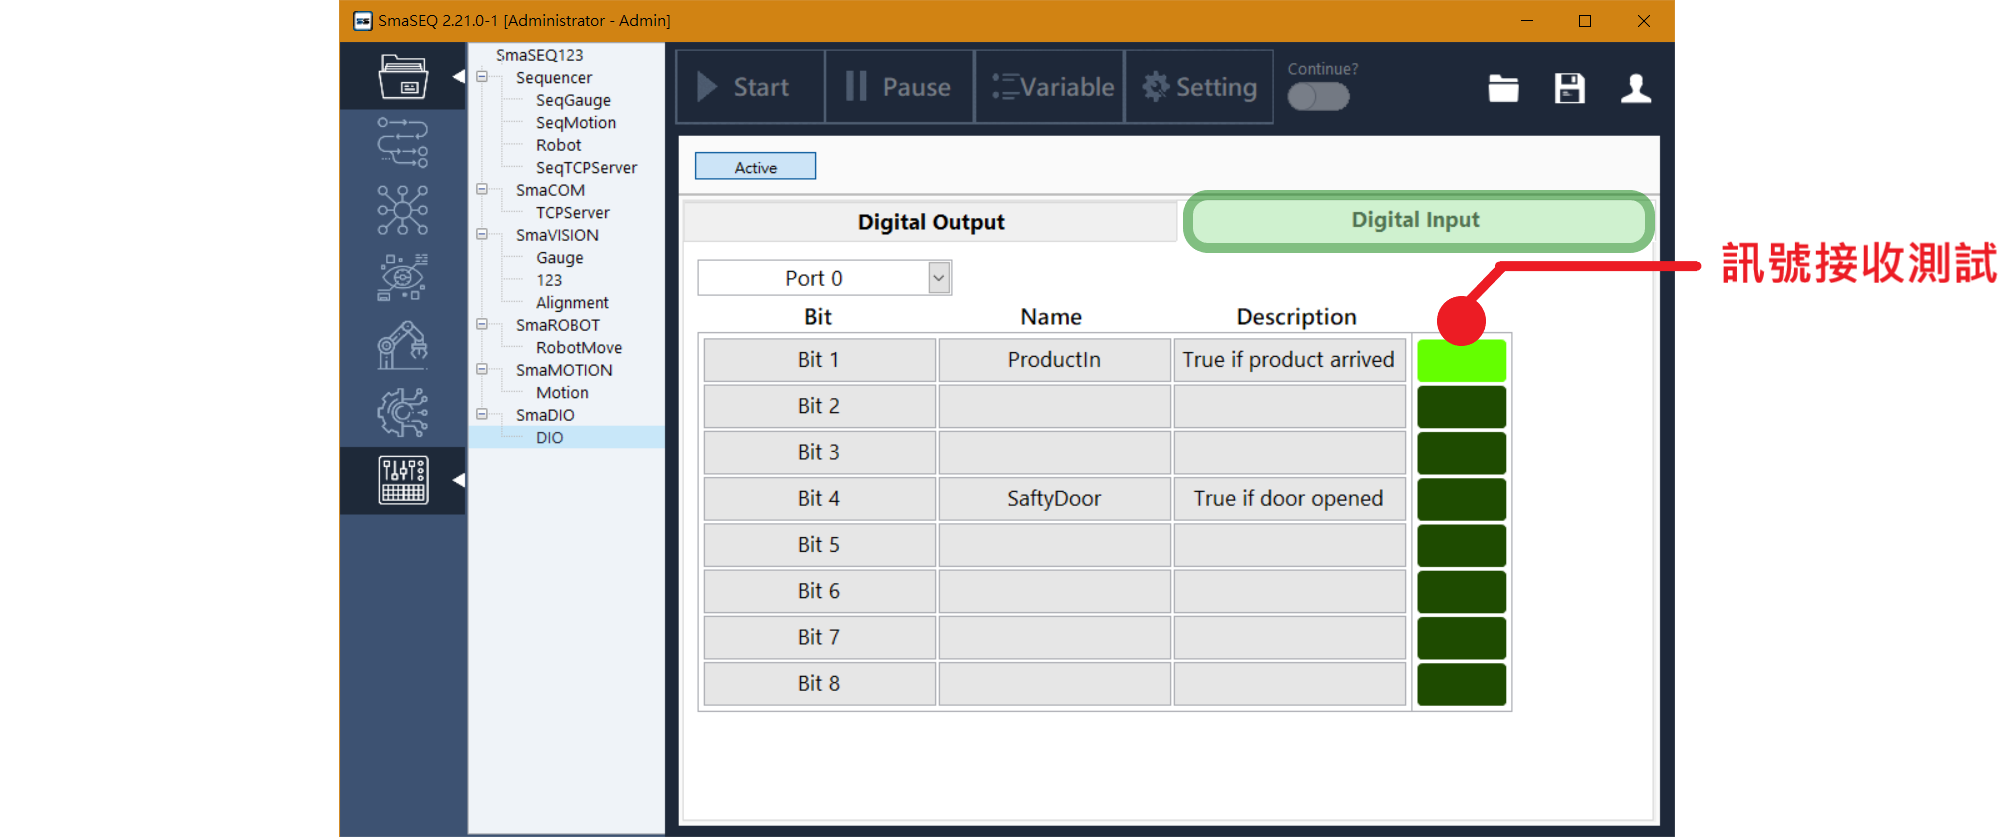 SmaSEQ 2.21.0-1 [Administrator - Admin]
SmaSEQ123
Sequencer
SeqGauge
SeqMotion
Robot
SeqTCPServer
SmaCOM
TCPServer
SmaVISION
Gauge
123
Alignment
SmaROBOT
RobotMove
SmaMOTION
Motion
SmaDIO
DIO
Start
Pause
Variable
Setting
Continue?
Active
Digital Output
Digital Input
訊號接收測試
Port 0
Bit Name Description
Bit 1 ProductIn True if product arrived
Bit 2
Bit 3
Bit 4 SaftyDoor True if door opened
Bit 5
Bit 6
Bit 7
Bit 8